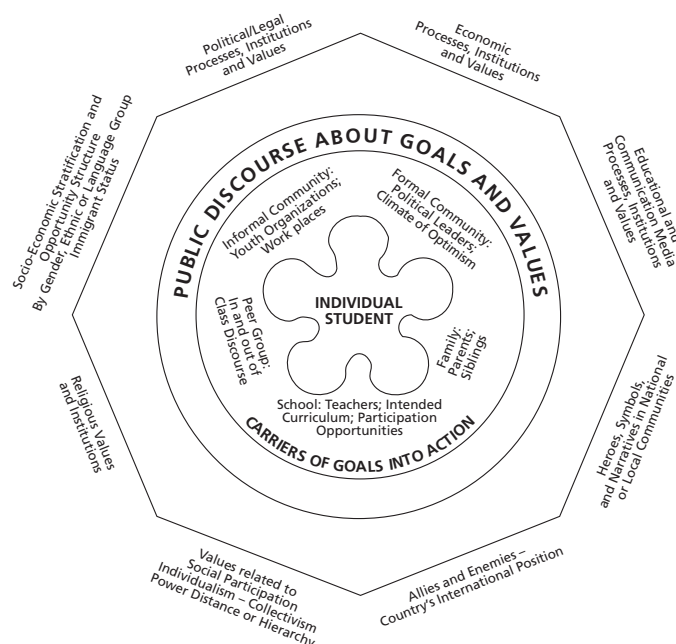 Political/Legal
Processes, Institutions
and Values
Economic
Processes, Institutions
and Values
Educational and
Communication Media
Processes, Institutions
and Values
Heroes, Symbols,
and Narratives in National
or Local Communities
Allies and Enemies –
Country's International Position
Values related to
Social Participation
Individualism – Collectivism
Power Distance or Hierarchy
Religious Values
and Institutions
Socio-Economic Stratification and
Opportunity Structure
By Gender, Ethnic or Language Group
Immigrant Status
PUBLIC DISCOURSE ABOUT GOALS AND VALUES
Informal Community:
Youth Organizations;
Work places
Formal Community:
Political Leaders;
Climate of Optimism
Family:
Parents;
Siblings
School: Teachers; Intended
Curriculum; Participation
Opportunities
Peer Group:
In and out of
Class Discourse
INDIVIDUAL
STUDENT
CARRIERS OF GOALS INTO ACTION